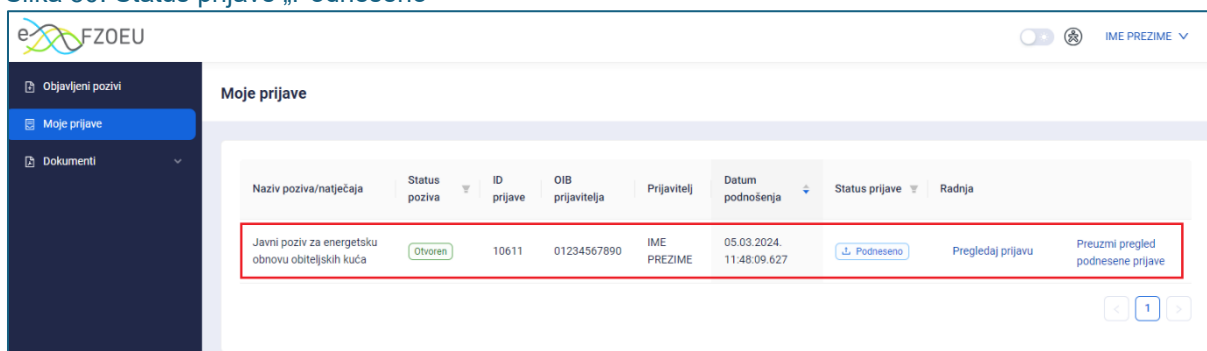 Slika 30. Status prijave „Podneseno“
eFZOEU
IME PREZIME
Objavljeni pozivi
Moje prijave
Dokumenti
Moje prijave
Naziv poziva/natječaja
Status poziva
ID prijave
OIB prijavitelja
Prijavitelj
Datum podnošenja
Status prijave
Radnja
Javni poziv za energetsku
obnovu obiteljskih kuća
Otvoren
10611
01234567890
IME
PREZIME
05.03.2024.
11:48:09.627
Podneseno
Pregledaj prijavu
Preuzmi pregled
podnesene prijave
1